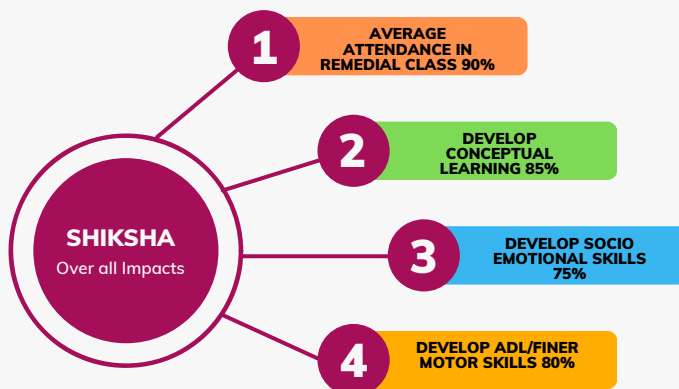 1
AVERAGE
ATTENDANCE IN
REMEDIAL CLASS 90%
2
DEVELOP
CONCEPTUAL
LEARNING 85%
SHIKSHA
Over all Impacts
3
DEVELOP SOCIO
EMOTIONAL SKILLS
75%
4
DEVELOP ADL/FINER
MOTOR SKILLS 80%